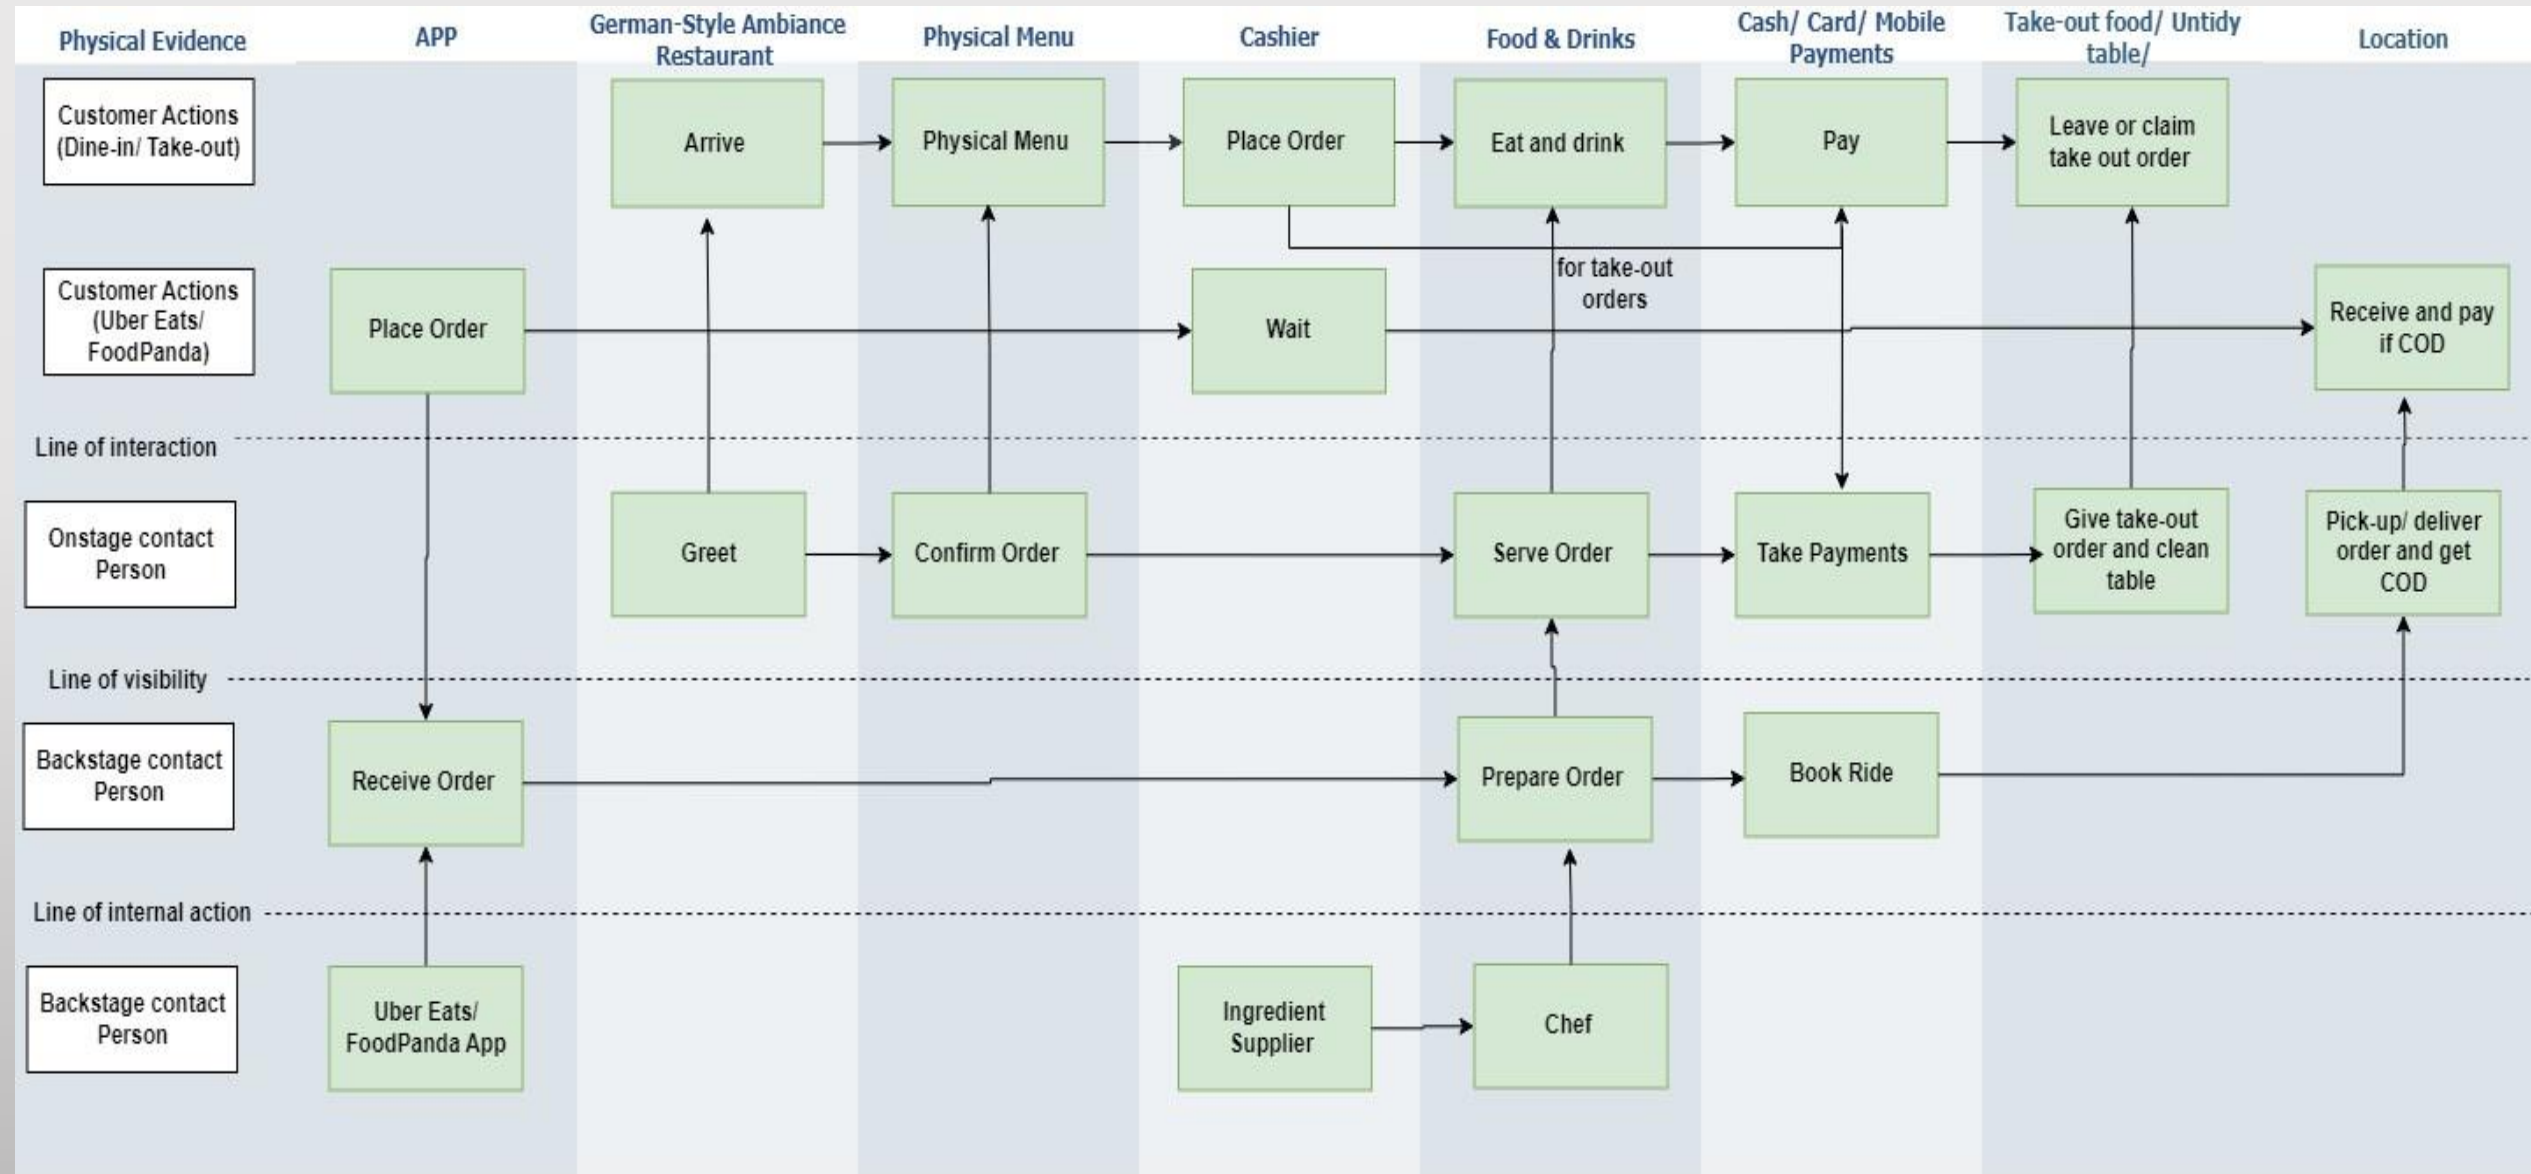 Physical Evidence
APP
German-Style Ambiance
Restaurant
Physical Menu
Cashier
Food & Drinks
Cash/ Card/ Mobile
Payments
Take-out food/ Untidy
table/
Location
Customer Actions
(Dine-in/ Take-out)
Arrive
Physical Menu
Place Order
Eat and drink
Pay
Leave or claim
take out order
for take-out
orders
Customer Actions
(Uber Eats/
FoodPanda)
Place Order
Wait
Receive and pay
if COD
Line of interaction
Onstage contact
Person
Greet
Confirm Order
Serve Order
Take Payments
Give take-out
order and clean
table
Pick-up/ deliver
order and get
COD
Line of visibility
Backstage contact
Person
Receive Order
Prepare Order
Book Ride
Line of internal action
Backstage contact
Person
Uber Eats/
FoodPanda App
Ingredient
Supplier
Chef